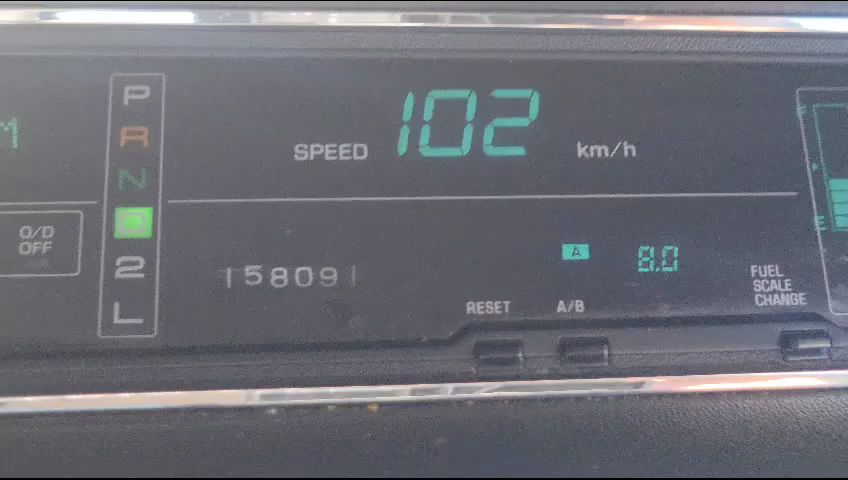 M
P
R
N
D
2
L
O/D
OFF
SPEED 102 km/h
158091
A 8.0
RESET A/B
FUEL
SCALE
CHANGE
F
E